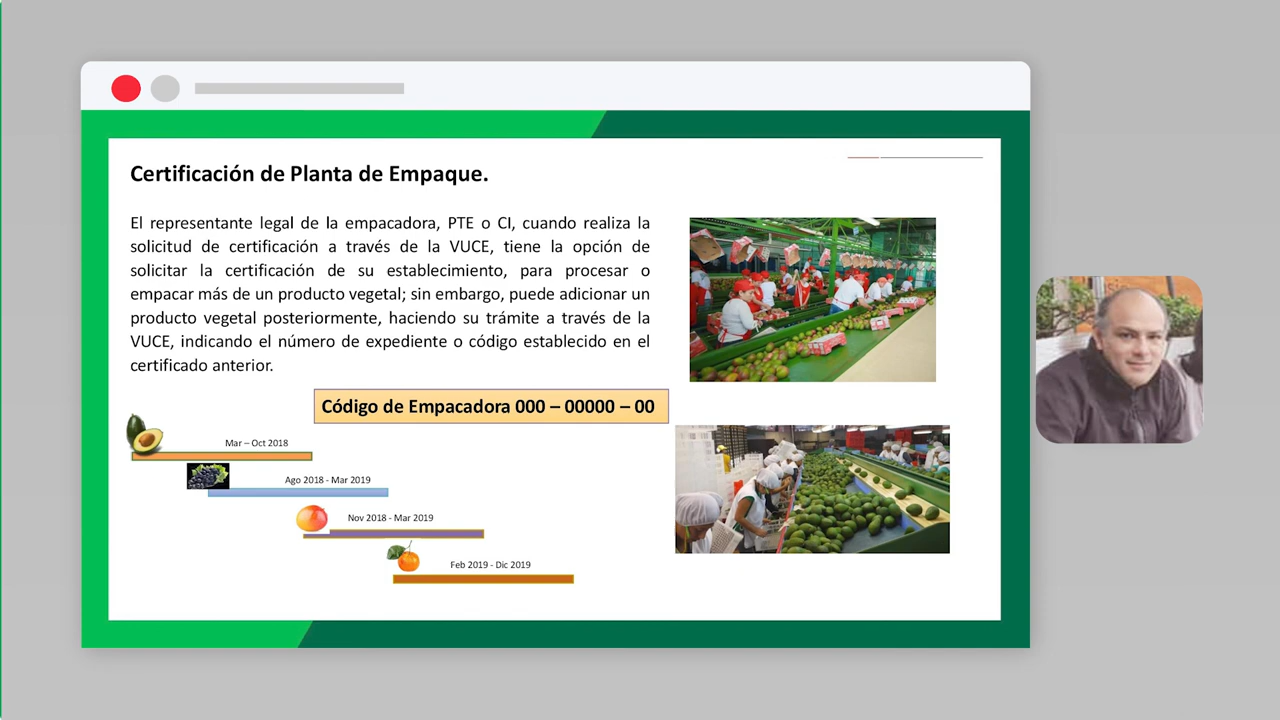 Certificación de Planta de Empaque.
El representante legal de la empacadora, PTE o CI, cuando realiza la
solicitud de certificación a través de la VUCE, tiene la opción de
solicitar la certificación de su establecimiento, para procesar o
empacar más de un producto vegetal; sin embargo, puede adicionar un
producto vegetal posteriormente, haciendo su trámite a través de la
VUCE, indicando el número de expediente o código establecido en el
certificado anterior.
Código de Empacadora 000 – 00000 – 00
Mar – Oct 2018
Ago 2018 - Mar 2019
Nov 2018 - Mar 2019
Feb 2019 - Dic 2019